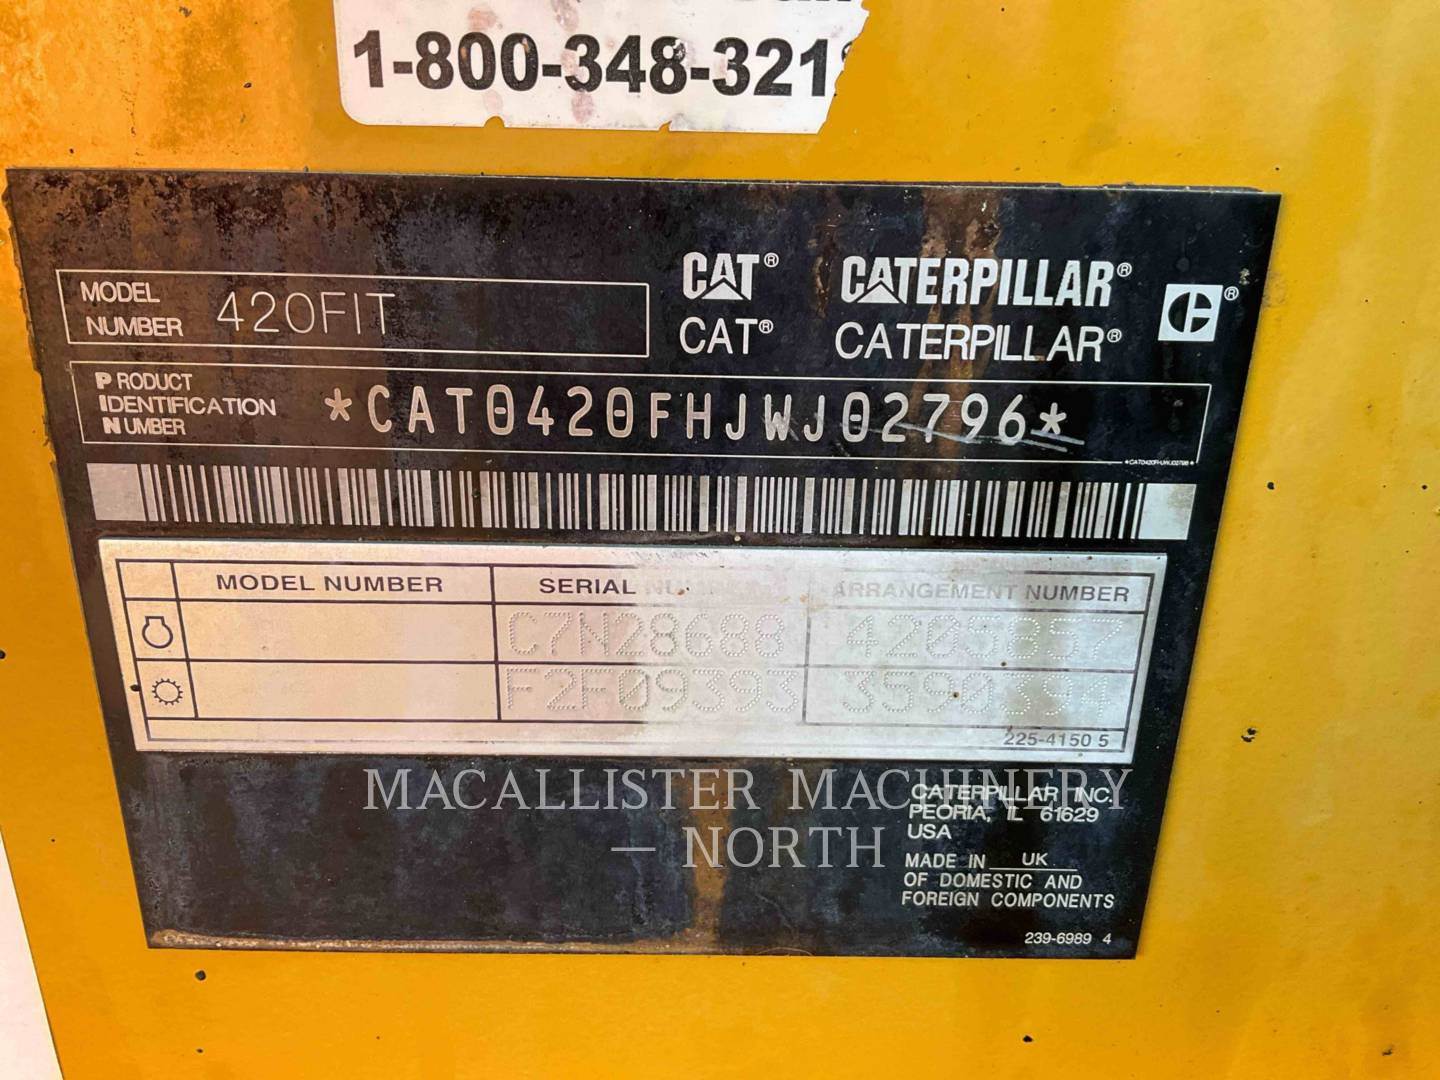 1-800-348-321
MODEL NUMBER 420FIT
CAT® CATERPILLAR®
CAT® CATERPILLAR®
PRODUCT IDENTIFICATION NUMBER *CAT0420FHJWJ02796*
*CAT0420FHJWJ02796*
MODEL NUMBER SERIAL NUMBER ARRANGEMENT NUMBER
C7N28688 4205857
F2F09393 3590394
225-4150 5
MACALLISTER MACHINERY
— NORTH
CATERPILLAR INC.
PEORIA, IL 61629
USA
MADE IN UK
OF DOMESTIC AND
FOREIGN COMPONENTS
239-6989 4